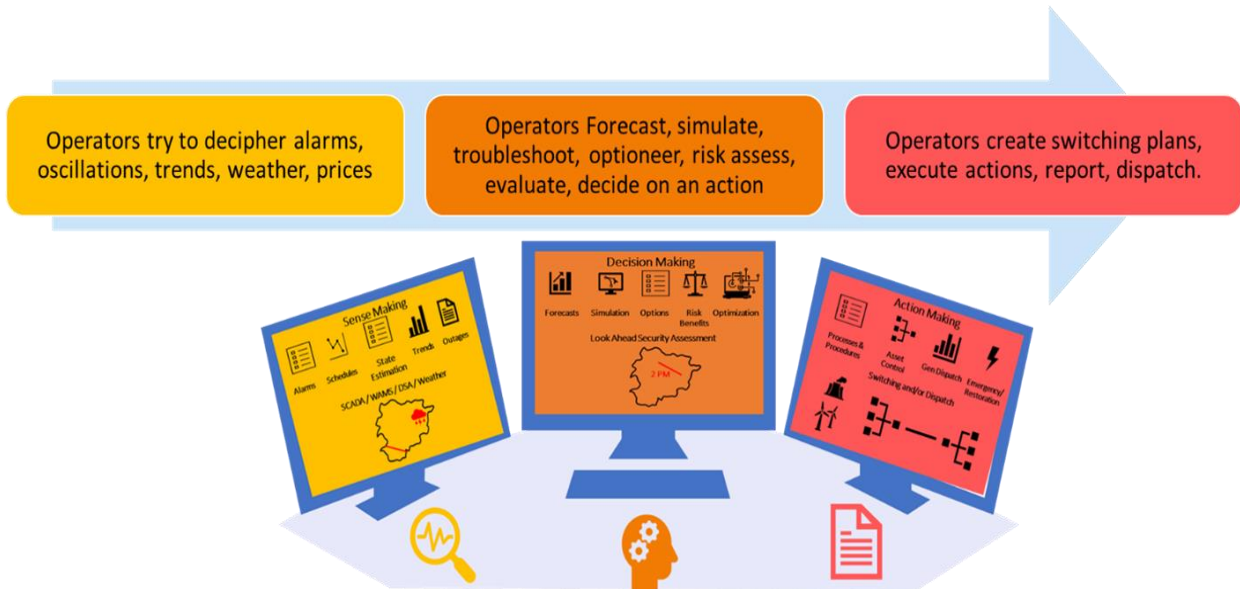 Operators try to decipher alarms,
oscillations, trends, weather, prices
Operators Forecast, simulate,
troubleshoot, optioneer, risk assess,
evaluate, decide on an action
Operators create switching plans,
execute actions, report, dispatch.
Sense Making
Alarms
Schedules
State
Estimation
Trends
Outages
SCADA / WAMS / DSA / Weather
Decision Making
Forecasts
Simulation
Options
Risk
Benefits
Optimization
Look Ahead Security Assessment
2 PM
Action Making
Processes &
Procedures
Asset
Control
Gen Dispatch
Emergency/
Restoration
Switching and/or Dispatch